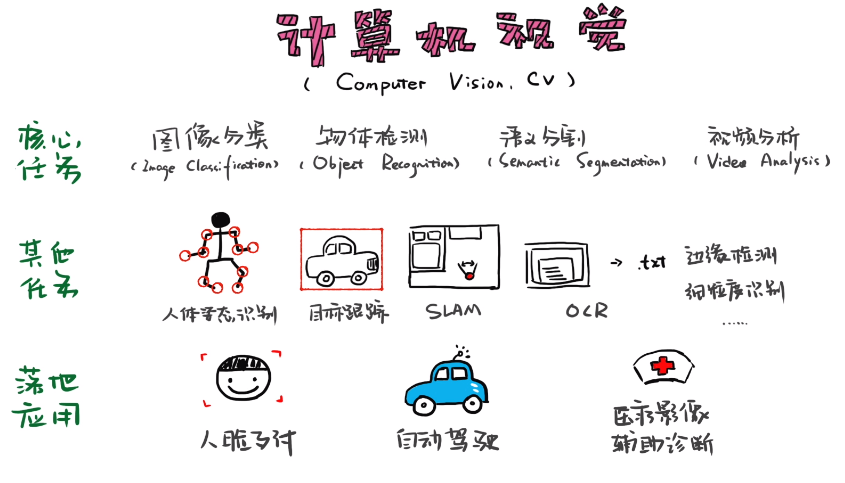 计算机视觉
( Computer Vision, CV )
核心
任务
图像分类
物体检测
语义分割
视频分析
(Image Classification)
( Object Recognition)
(Semantic Segmentation)
( Video Analysis )
其他
任务
人体姿态识别
目标跟踪
SLAM
OCR
→ .txt
边缘检测
细粒度识别
......
落地
应用
人脸支付
自动驾驶
医疗影像
辅助诊断